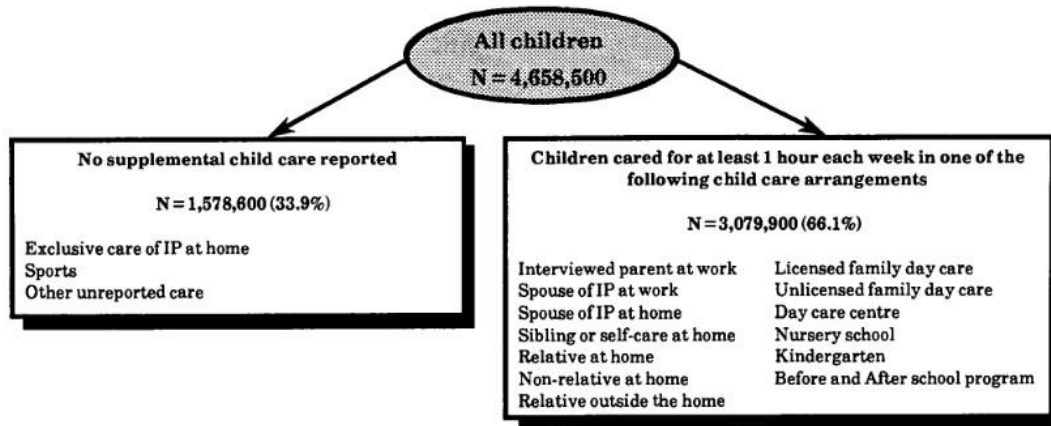 All children
N = 4,658,500
No supplemental child care reported
N = 1,578,600 (33.9%)
Exclusive care of IP at home
Sports
Other unreported care
Children cared for at least 1 hour each week in one of the
following child care arrangements
N = 3,079,900 (66.1%)
Interviewed parent at work
Spouse of IP at work
Spouse of IP at home
Sibling or self-care at home
Relative at home
Non-relative at home
Relative outside the home
Licensed family day care
Unlicensed family day care
Day care centre
Nursery school
Kindergarten
Before and After school program